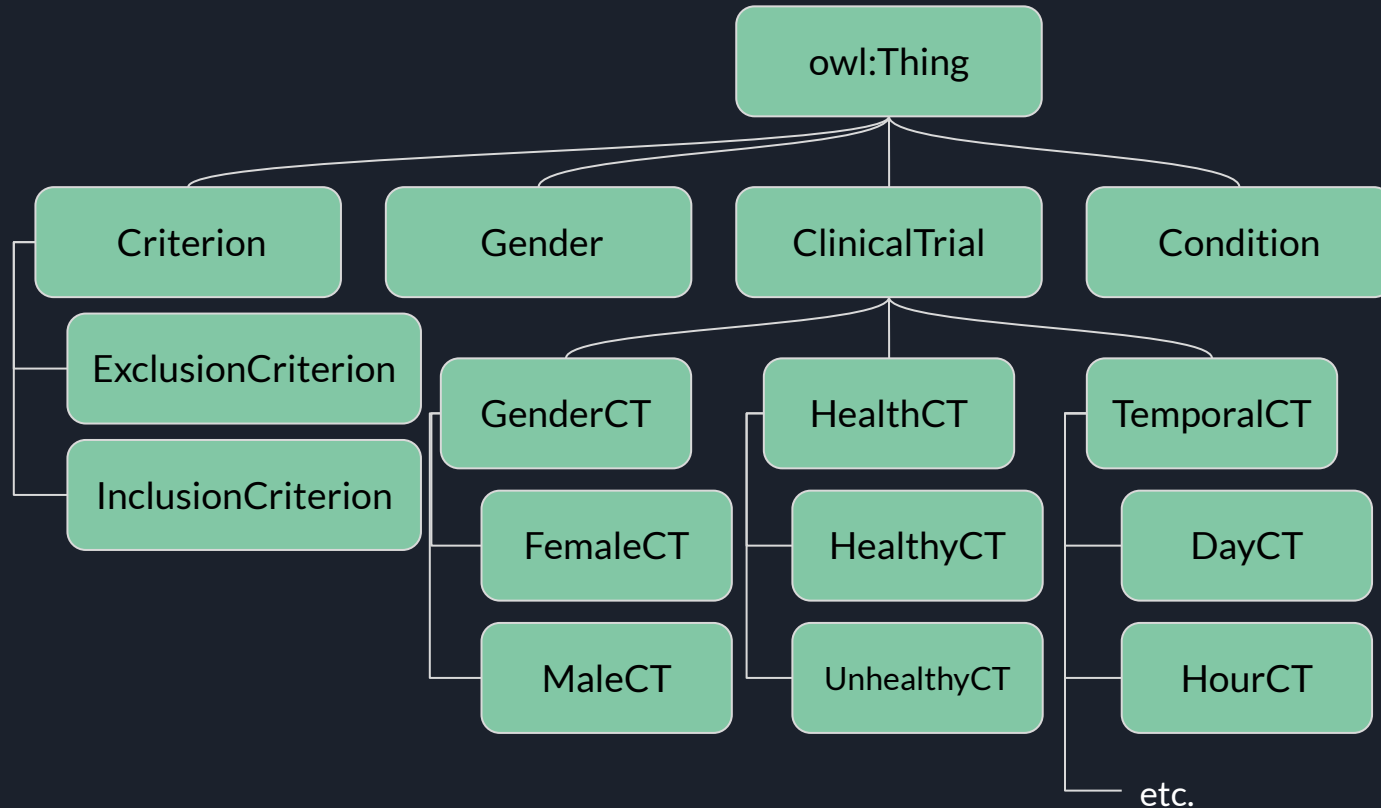 owl:Thing
Criterion
Gender
ClinicalTrial
Condition
ExclusionCriterion
InclusionCriterion
GenderCT
HealthCT
TemporalCT
FemaleCT
HealthyCT
DayCT
MaleCT
UnhealthyCT
HourCT
etc.